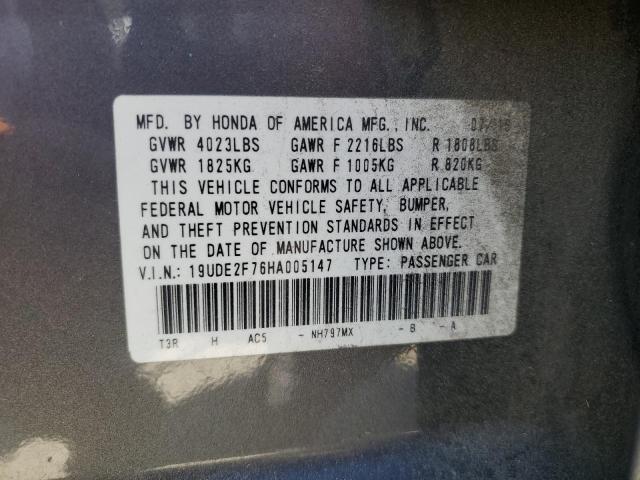 MFD. BY HONDA OF AMERICA MFG., INC.
GVWR 4023LBS GAWR F 2216LBS R 1808LBS
GVWR 1825KG GAWR F 1005KG R 820KG
THIS VEHICLE CONFORMS TO ALL APPLICABLE
FEDERAL MOTOR VEHICLE SAFETY, BUMPER,
AND THEFT PREVENTION STANDARDS IN EFFECT
ON THE DATE OF MANUFACTURE SHOWN ABOVE.
V.I.N.: 19UDE2F76HA005147 TYPE: PASSENGER CAR
T3R H AC5 - NH797MX - B - A